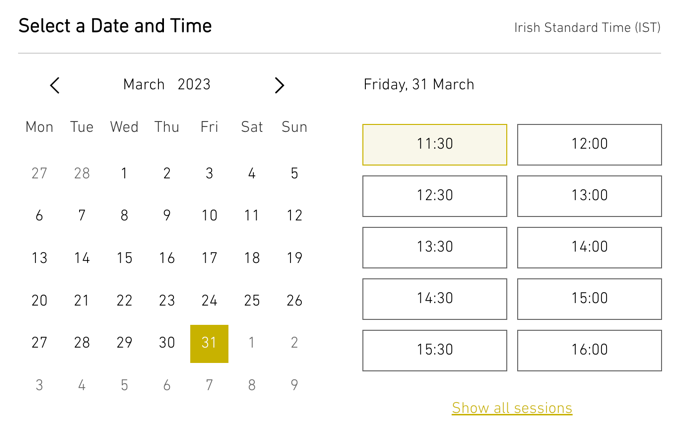 Select a Date and Time
Irish Standard Time (IST)
March 2023
Mon Tue Wed Thu Fri Sat Sun
27 28 1 2 3 4 5
6 7 8 9 10 11 12
13 14 15 16 17 18 19
20 21 22 23 24 25 26
27 28 29 30 31 1 2
3 4 5 6 7 8 9
Friday, 31 March
11:30 12:00
12:30 13:00
13:30 14:00
14:30 15:00
15:30 16:00
Show all sessions